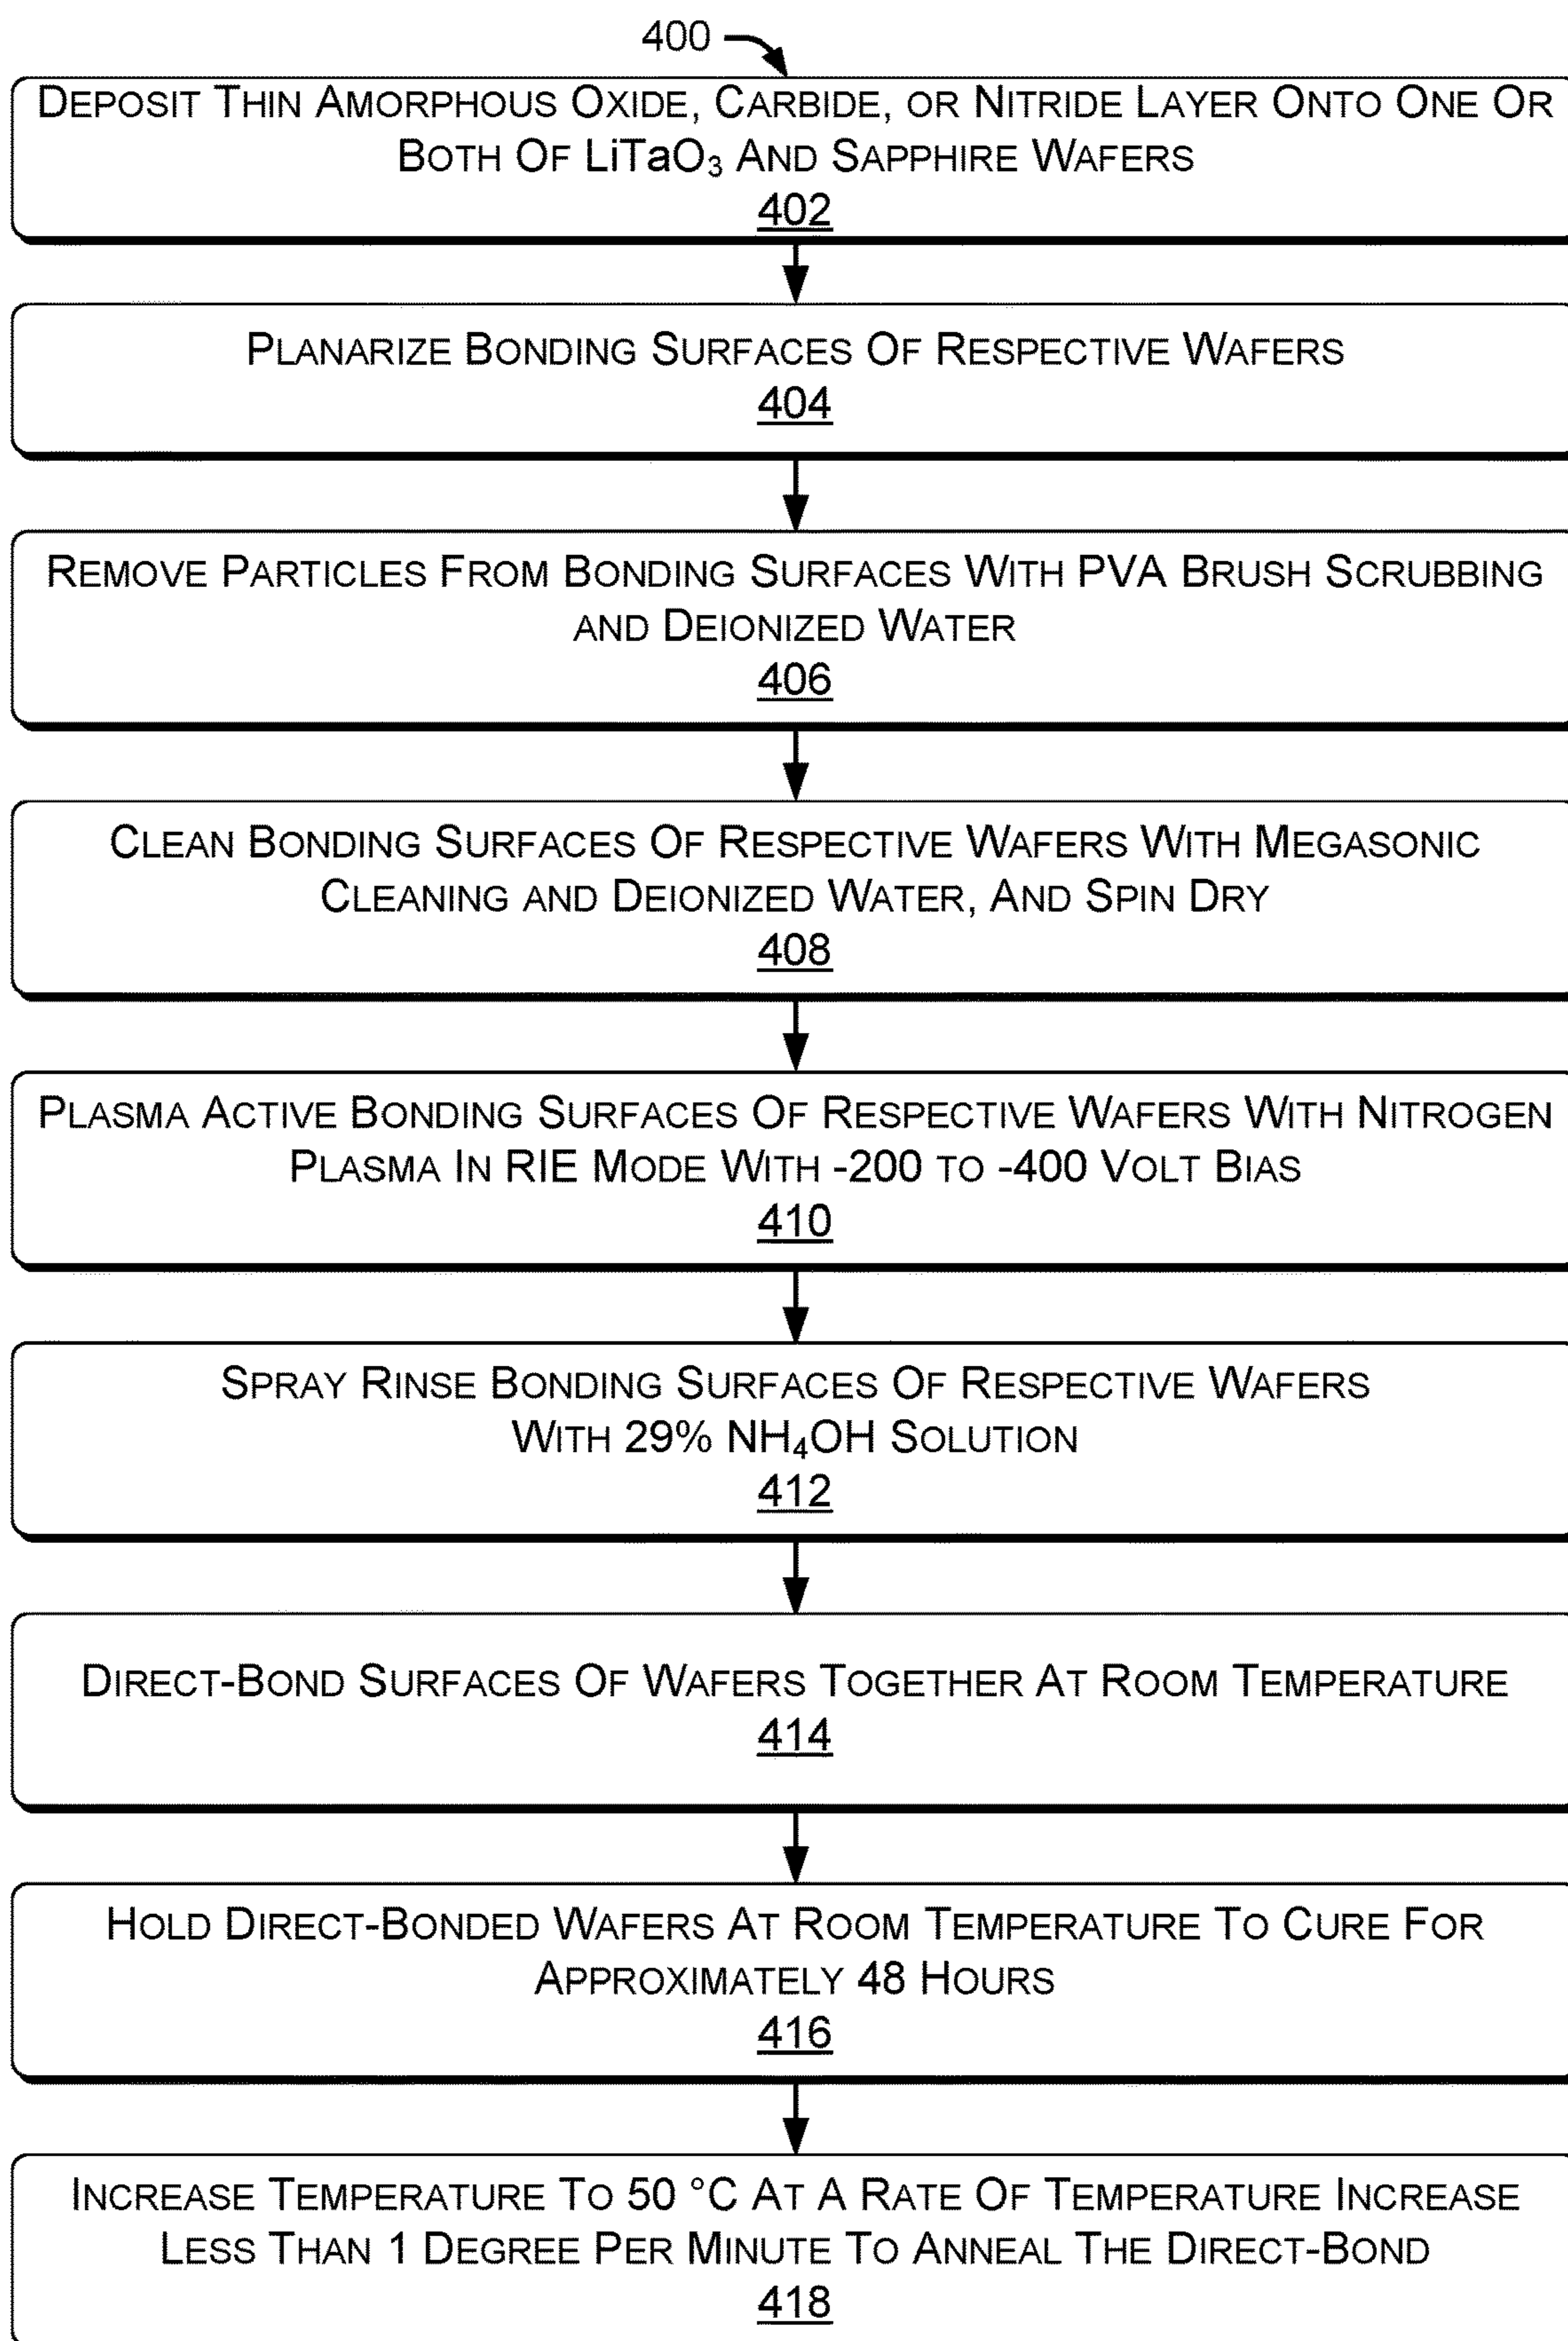 400
DEPOSIT THIN AMORPHOUS OXIDE, CARBIDE, OR NITRIDE LAYER ONTO ONE OR
BOTH OF LiTaO₃ AND SAPPHIRE WAFERS
402
PLANARIZE BONDING SURFACES OF RESPECTIVE WAFERS
404
REMOVE PARTICLES FROM BONDING SURFACES WITH PVA BRUSH SCRUBBING
AND DEIONIZED WATER
406
CLEAN BONDING SURFACES OF RESPECTIVE WAFERS WITH MEGASONIC
CLEANING AND DEIONIZED WATER, AND SPIN DRY
408
PLASMA ACTIVE BONDING SURFACES OF RESPECTIVE WAFERS WITH NITROGEN
PLASMA IN RIE MODE WITH -200 TO -400 VOLT BIAS
410
SPRAY RINSE BONDING SURFACES OF RESPECTIVE WAFERS
WITH 29% NH₄OH SOLUTION
412
DIRECT-BOND SURFACES OF WAFERS TOGETHER AT ROOM TEMPERATURE
414
HOLD DIRECT-BONDED WAFERS AT ROOM TEMPERATURE TO CURE FOR
APPROXIMATELY 48 HOURS
416
INCREASE TEMPERATURE TO 50 °C AT A RATE OF TEMPERATURE INCREASE
LESS THAN 1 DEGREE PER MINUTE TO ANNEAL THE DIRECT-BOND
418